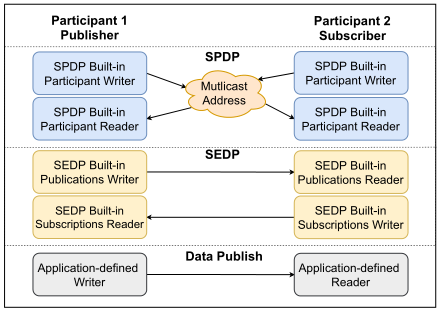 Participant 1
Publisher
Participant 2
Subscriber
SPDP
SPDP Built-in
Participant Writer
Mutlicast
Address
SPDP Built-in
Participant Writer
SPDP Built-in
Participant Reader
SPDP Built-in
Participant Reader
SEDP
SEDP Built-in
Publications Writer
SEDP Built-in
Publications Reader
SEDP Built-in
Subscriptions Reader
SEDP Built-in
Subscriptions Writer
Data Publish
Application-defined
Writer
Application-defined
Reader